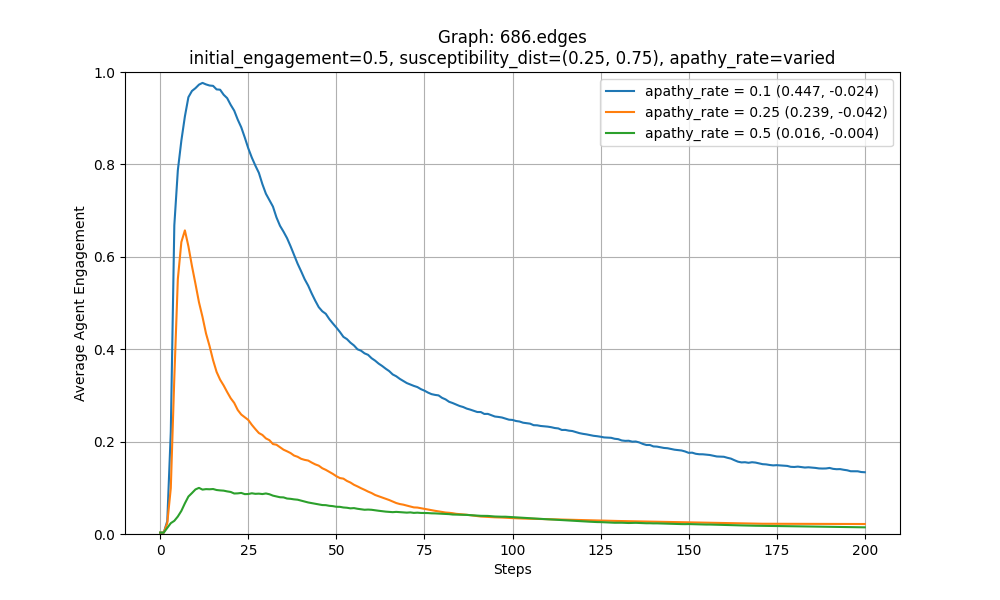 Graph: 686.edges
initial_engagement=0.5, susceptibility_dist=(0.25, 0.75), apathy_rate=varied
apathy_rate = 0.1 (0.447, -0.024)
apathy_rate = 0.25 (0.239, -0.042)
apathy_rate = 0.5 (0.016, -0.004)
Average Agent Engagement
1.0
0.8
0.6
0.4
0.2
0.0
0 25 50 75 100 125 150 175 200
Steps